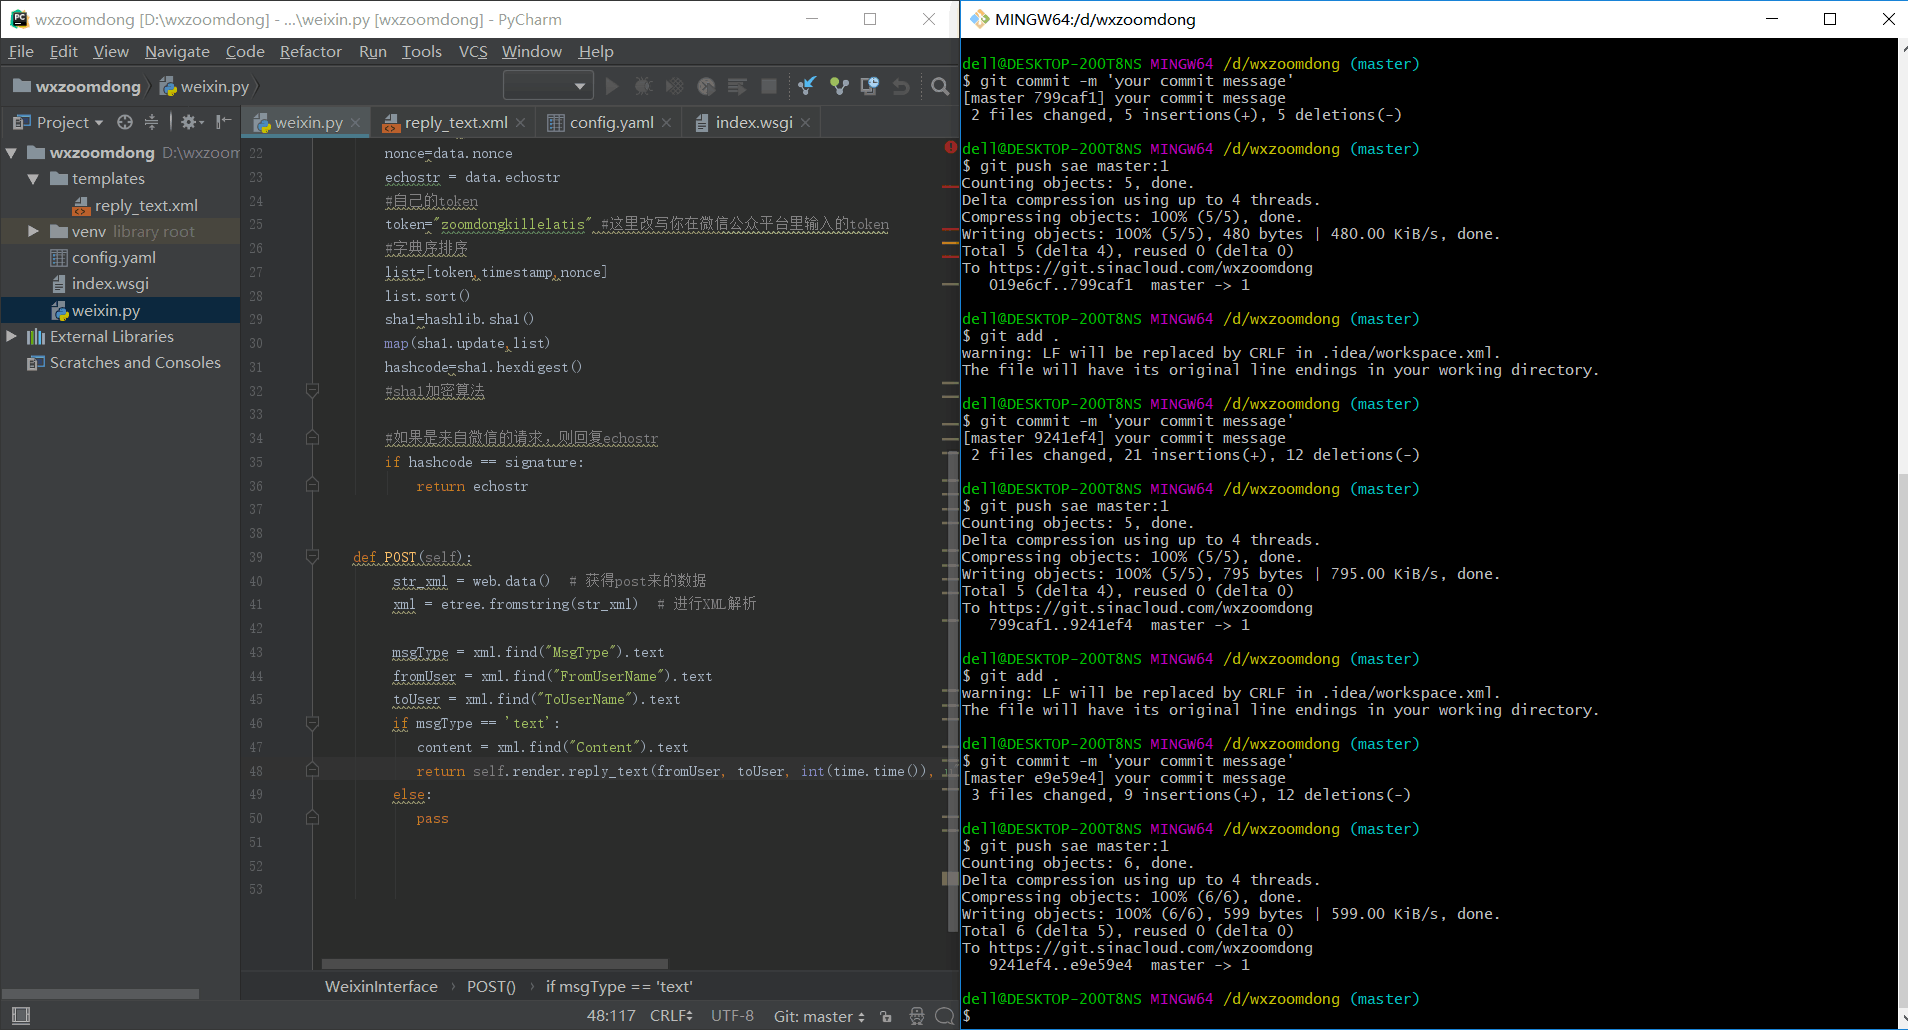 wxzoomdong [D:\wxzoomdong] - ...\weixin.py [wxzoomdong] - PyCharm
File Edit View Navigate Code Refactor Run Tools VCS Window Help
wxzoomdong weixin.py
Project
weixin.py reply_text.xml config.yaml index.wsgi
wxzoomdong D:\wxzoom
templates
reply_text.xml
venv library root
config.yaml
index.wsgi
weixin.py
External Libraries
Scratches and Consoles
22 nonce=data.nonce
23 echostr = data.echostr
24 #自己的token
25 token="zoomdongkillelatis" #这里改写你在微信公众平台里输入的token
26 #字典序排序
27 list=[token,timestamp,nonce]
28 list.sort()
29 sha1=hashlib.sha1()
30 map(sha1.update,list)
31 hashcode=sha1.hexdigest()
32 #sha1加密算法
33
34 #如果是来自微信的请求，则回复echostr
35 if hashcode == signature:
36 return echostr
37
38
39 def POST(self):
40 str_xml = web.data()  # 获得post来的数据
41 xml = etree.fromstring(str_xml)  # 进行XML解析
42
43 msgType = xml.find("MsgType").text
44 fromUser = xml.find("FromUserName").text
45 toUser = xml.find("ToUserName").text
46 if msgType == 'text':
47 content = xml.find("Content").text
48 return self.render.reply_text(fromUser, toUser, int(time.time()),
49 else:
50 pass
51
52
53
WeixinInterface › POST() › if msgType == 'text'
48:117 CRLF UTF-8 Git: master
MINGW64:/d/wxzoomdong
dell@DESKTOP-2OOT8NS MINGW64 /d/wxzoomdong (master)
$ git commit -m 'your commit message'
[master 799caf1] your commit message
2 files changed, 5 insertions(+), 5 deletions(-)
dell@DESKTOP-2OOT8NS MINGW64 /d/wxzoomdong (master)
$ git push sae master:1
Counting objects: 5, done.
Delta compression using up to 4 threads.
Compressing objects: 100% (5/5), done.
Writing objects: 100% (5/5), 480 bytes | 480.00 KiB/s, done.
Total 5 (delta 4), reused 0 (delta 0)
To https://git.sinacloud.com/wxzoomdong
019e6cf..799caf1  master -> 1
dell@DESKTOP-2OOT8NS MINGW64 /d/wxzoomdong (master)
$ git add .
warning: LF will be replaced by CRLF in .idea/workspace.xml.
The file will have its original line endings in your working directory.
dell@DESKTOP-2OOT8NS MINGW64 /d/wxzoomdong (master)
$ git commit -m 'your commit message'
[master 9241ef4] your commit message
2 files changed, 21 insertions(+), 12 deletions(-)
dell@DESKTOP-2OOT8NS MINGW64 /d/wxzoomdong (master)
$ git push sae master:1
Counting objects: 5, done.
Delta compression using up to 4 threads.
Compressing objects: 100% (5/5), done.
Writing objects: 100% (5/5), 795 bytes | 795.00 KiB/s, done.
Total 5 (delta 4), reused 0 (delta 0)
To https://git.sinacloud.com/wxzoomdong
799caf1..9241ef4  master -> 1
dell@DESKTOP-2OOT8NS MINGW64 /d/wxzoomdong (master)
$ git add .
warning: LF will be replaced by CRLF in .idea/workspace.xml.
The file will have its original line endings in your working directory.
dell@DESKTOP-2OOT8NS MINGW64 /d/wxzoomdong (master)
$ git commit -m 'your commit message'
[master e9e59e4] your commit message
3 files changed, 9 insertions(+), 12 deletions(-)
dell@DESKTOP-2OOT8NS MINGW64 /d/wxzoomdong (master)
$ git push sae master:1
Counting objects: 6, done.
Delta compression using up to 4 threads.
Compressing objects: 100% (6/6), done.
Writing objects: 100% (6/6), 599 bytes | 599.00 KiB/s, done.
Total 6 (delta 5), reused 0 (delta 0)
To https://git.sinacloud.com/wxzoomdong
9241ef4..e9e59e4  master -> 1
dell@DESKTOP-2OOT8NS MINGW64 /d/wxzoomdong (master)
$